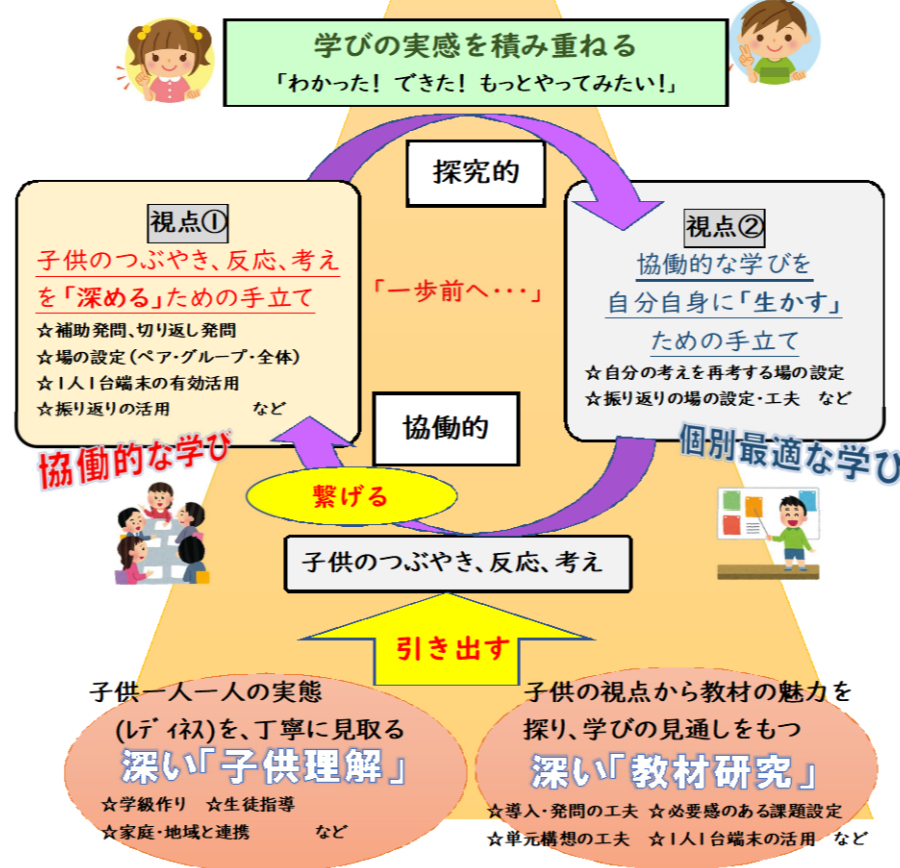 学びの実感を積み重ねる
「わかった! できた! もっとやってみたい!」
探究的
視点①
子供のつぶやき、反応、考え
を「深める」ための手立て
☆補助発問、切り返し発問
☆場の設定(ペア・グループ・全体)
☆1人1台端末の有効活用
☆振り返りの活用 など
協働的な学び
「一歩前へ・・・」
視点②
協働的な学びを
自分自身に「生かす」
ための手立て
☆自分の考えを再考する場の設定
☆振り返りの場の設定・工夫 など
個別最適な学び
協働的
繋げる
子供のつぶやき、反応、考え
引き出す
子供一人一人の実態
(レディネス)を、丁寧に見取る
深い「子供理解」
☆学級作り ☆生徒指導
☆家庭・地域と連携 など
子供の視点から教材の魅力を
探り、学びの見通しをもつ
深い「教材研究」
☆導入・発問の工夫 ☆必要感のある課題設定
☆単元構想の工夫 ☆1人1台端末の活用 など